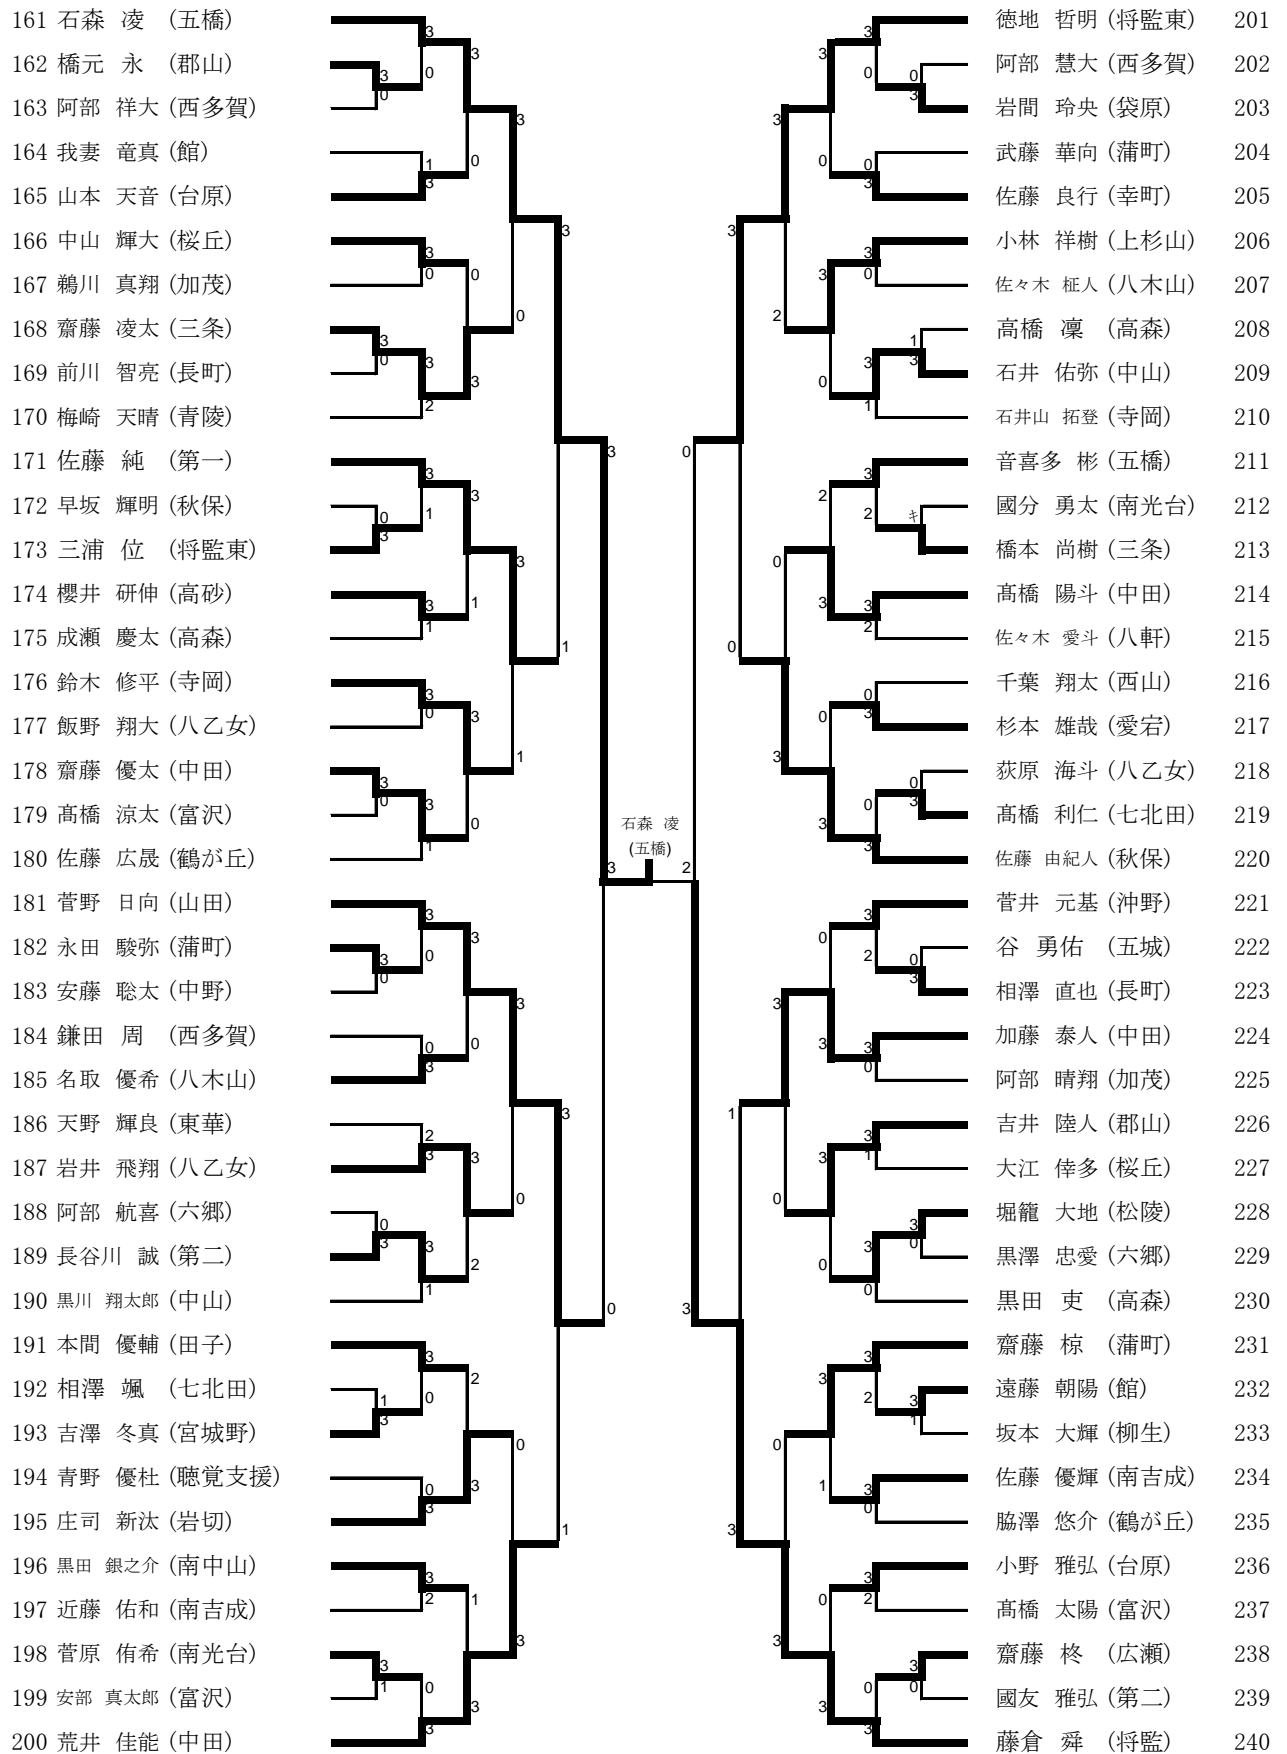 161 石森 凌 (五橋)
162 橋元 永 (郡山)
163 阿部 祥大 (西多賀)
164 我妻 竜真 (館)
165 山本 天音 (台原)
166 中山 輝大 (桜丘)
167 鵜川 真翔 (加茂)
168 齋藤 凌太 (三条)
169 前川 智亮 (長町)
170 梅崎 天晴 (青陵)
171 佐藤 純 (第一)
172 早坂 輝明 (秋保)
173 三浦 位 (将監東)
174 櫻井 研伸 (高砂)
175 成瀬 慶太 (高森)
176 鈴木 修平 (寺岡)
177 飯野 翔大 (八乙女)
178 齋藤 優太 (中田)
179 髙橋 涼太 (富沢)
180 佐藤 広晟 (鶴が丘)
181 菅野 日向 (山田)
182 永田 駿弥 (蒲町)
183 安藤 聡太 (中野)
184 鎌田 周 (西多賀)
185 名取 優希 (八木山)
186 天野 輝良 (東華)
187 岩井 飛翔 (八乙女)
188 阿部 航喜 (六郷)
189 長谷川 誠 (第二)
190 黒川 翔太郎 (中山)
191 本間 優輔 (田子)
192 相澤 颯 (七北田)
193 吉澤 冬真 (宮城野)
194 青野 優杜 (聴覚支援)
195 庄司 新汰 (岩切)
196 黒田 銀之介 (南中山)
197 近藤 佑和 (南吉成)
198 菅原 侑希 (南光台)
199 安部 真太郎 (富沢)
200 荒井 佳能 (中田)
石森 凌
(五橋)
3 2
徳地 哲明 (将監東) 201
阿部 慧大 (西多賀) 202
岩間 玲央 (袋原) 203
武藤 華向 (蒲町) 204
佐藤 良行 (幸町) 205
小林 祥樹 (上杉山) 206
佐々木 柾人 (八木山) 207
高橋 凜 (高森) 208
石井 佑弥 (中山) 209
石井山 拓登 (寺岡) 210
音喜多 彬 (五橋) 211
國分 勇太 (南光台) 212
キ
橋本 尚樹 (三条) 213
髙橋 陽斗 (中田) 214
佐々木 愛斗 (八軒) 215
千葉 翔太 (西山) 216
杉本 雄哉 (愛宕) 217
荻原 海斗 (八乙女) 218
髙橋 利仁 (七北田) 219
佐藤 由紀人 (秋保) 220
菅井 元基 (沖野) 221
谷 勇佑 (五城) 222
相澤 直也 (長町) 223
加藤 泰人 (中田) 224
阿部 晴翔 (加茂) 225
吉井 陸人 (郡山) 226
大江 倖多 (桜丘) 227
堀籠 大地 (松陵) 228
黒澤 忠愛 (六郷) 229
黒田 吏 (高森) 230
齋藤 椋 (蒲町) 231
遠藤 朝陽 (館) 232
坂本 大輝 (柳生) 233
佐藤 優輝 (南吉成) 234
脇澤 悠介 (鶴が丘) 235
小野 雅弘 (台原) 236
髙橋 太陽 (富沢) 237
齋藤 柊 (広瀬) 238
國友 雅弘 (第二) 239
藤倉 舜 (将監) 240